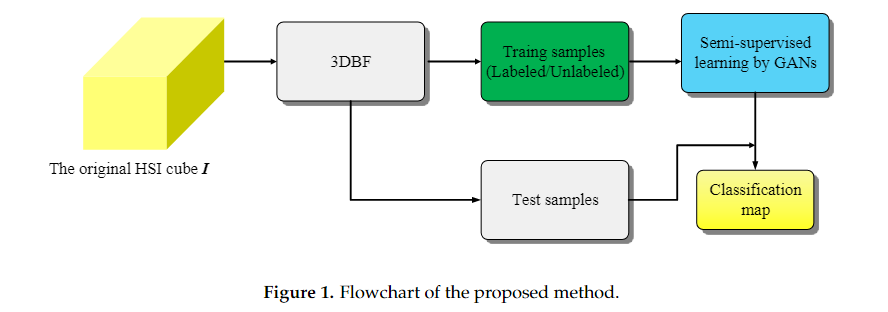 3DBF
Traing samples
(Labeled/Unlabeled)
Semi-supervised
learning by GANs
The original HSI cube I
Test samples
Classification
map
Figure 1. Flowchart of the proposed method.